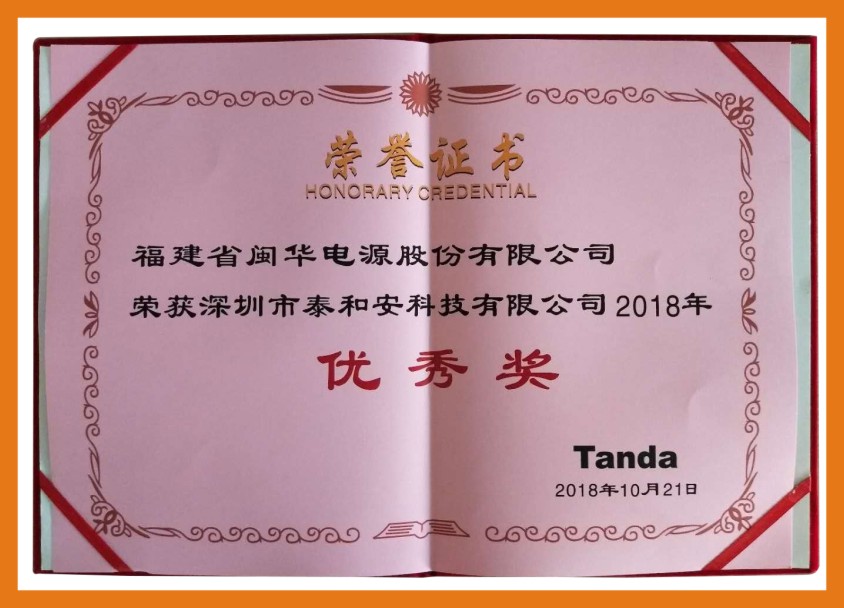 荣誉证书
HONORARY CREDENTIAL
福建省闽华电源股份有限公司
荣获深圳市泰和安科技有限公司2018年
优秀奖
Tanda
2018年10月21日